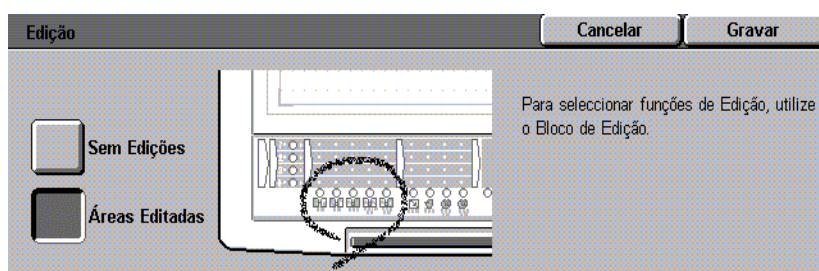 Edição
Cancelar
Gravar
Para seleccionar funções de Edição, utilize
o Bloco de Edição.
Sem Edições
Áreas Editadas